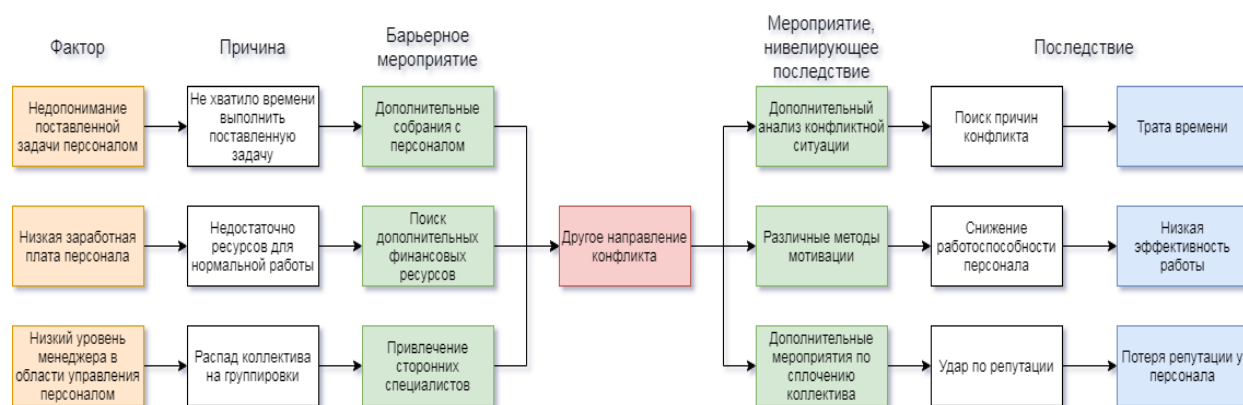 Фактор
Причина
Барьерное
мероприятие
Мероприятие,
нивелирующее
последствие
Последствие
Недопонимание
поставленной
задачи персоналом
Не хватило времени
выполнить
поставленную
задачу
Дополнительные
собрания с
персоналом
Дополнительный
анализ конфликтной
ситуации
Поиск причин
конфликта
Трата времени
Низкая заработная
плата персонала
Недостаточно
ресурсов для
нормальной работы
Поиск
дополнительных
финансовых
ресурсов
Другое направление
конфликта
Различные методы
мотивации
Снижение
работоспособности
персонала
Низкая
эффективность
работы
Низкий уровень
менеджера в
области управления
персоналом
Распад коллектива
на группировки
Привлечение
сторонних
специалистов
Дополнительные
мероприятия по
сплочению
коллектива
Удар по репутации
Потеря репутации у
персонала